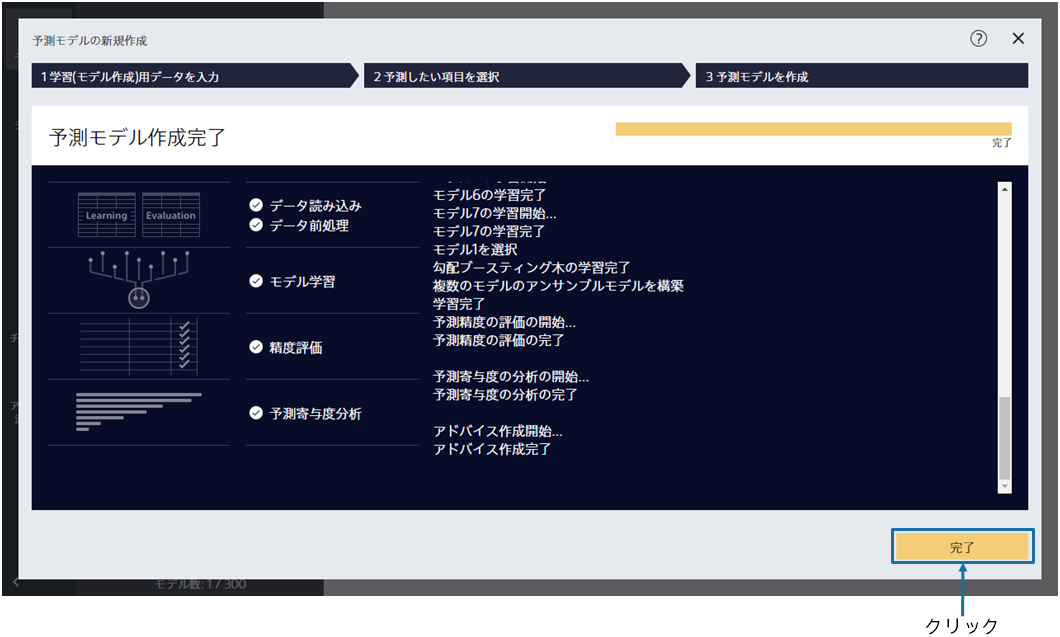 予測モデルの新規作成
?
1 学習(モデル作成)用データを入力
2 予測したい項目を選択
3 予測モデルを作成
予測モデル作成完了
完了
Learning
Evaluation
データ読み込み
データ前処理
モデル学習
精度評価
予測寄与度分析
モデル6の学習完了
モデル7の学習開始...
モデル7の学習完了
モデル1を選択
勾配ブースティング木の学習完了
複数のモデルのアンサンブルモデルを構築
学習完了
予測精度の評価の開始...
予測精度の評価の完了
予測寄与度の分析の開始...
予測寄与度の分析の完了
アドバイス作成開始...
アドバイス作成完了
完了
モデル数: 1 / 300
クリック